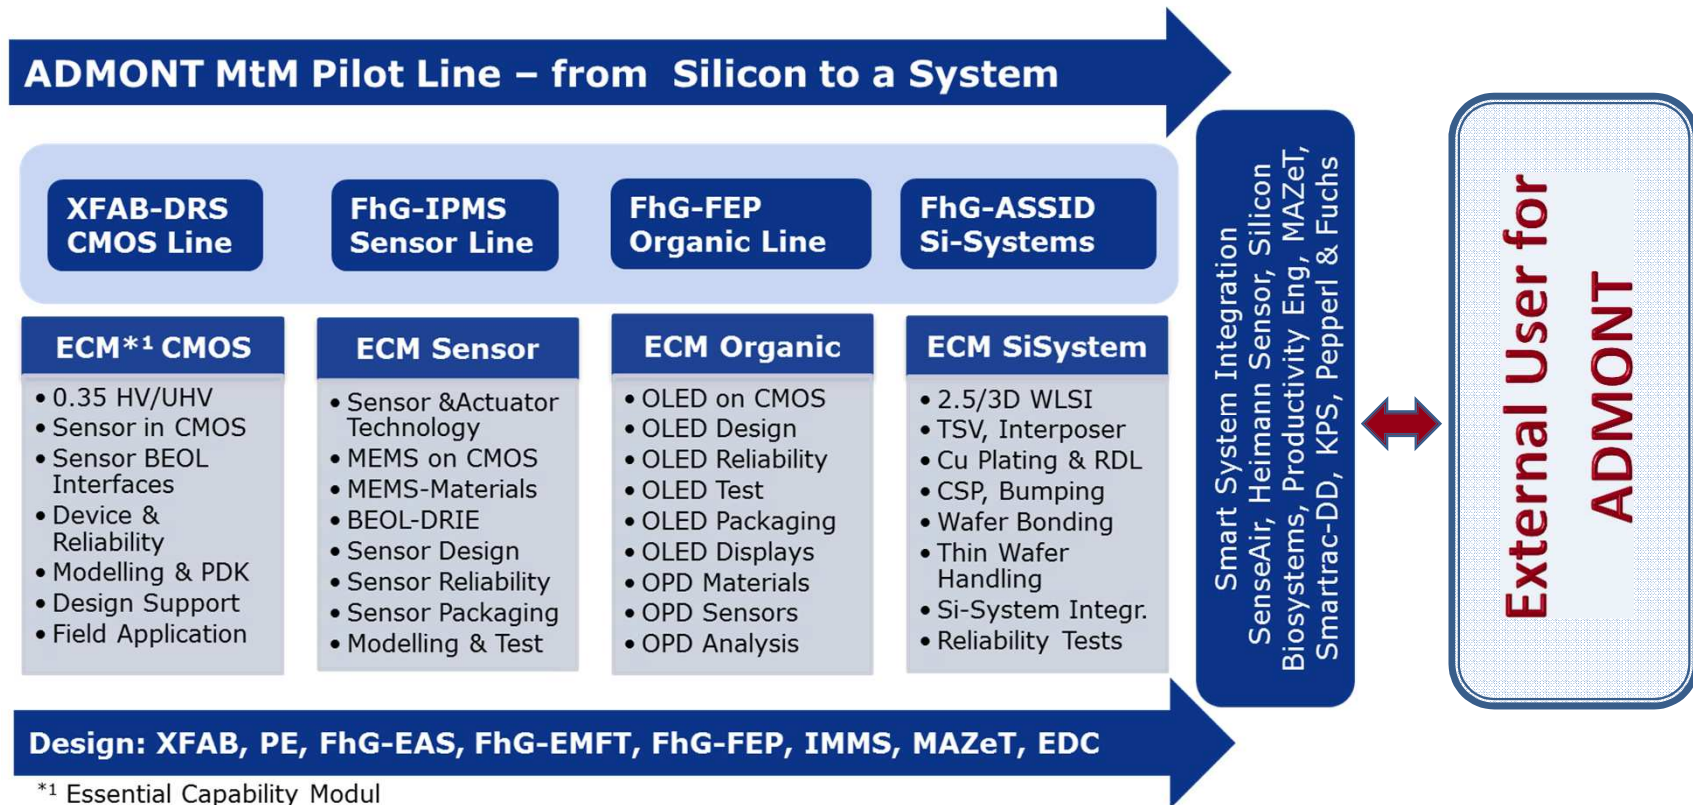 ADMONT MtM Pilot Line – from Silicon to a System
XFAB-DRS
CMOS Line
FhG-IPMS
Sensor Line
FhG-FEP
Organic Line
FhG-ASSID
Si-Systems
ECM*1 CMOS
• 0.35 HV/UHV
• Sensor in CMOS
• Sensor BEOL
Interfaces
• Device &
Reliability
• Modelling & PDK
• Design Support
• Field Application
ECM Sensor
• Sensor &Actuator
Technology
• MEMS on CMOS
• MEMS-Materials
• BEOL-DRIE
• Sensor Design
• Sensor Reliability
• Sensor Packaging
• Modelling & Test
ECM Organic
• OLED on CMOS
• OLED Design
• OLED Reliability
• OLED Test
• OLED Packaging
• OLED Displays
• OPD Materials
• OPD Sensors
• OPD Analysis
ECM SiSystem
• 2.5/3D WLSI
• TSV, Interposer
• Cu Plating & RDL
• CSP, Bumping
• Wafer Bonding
• Thin Wafer
Handling
• Si-System Integr.
• Reliability Tests
Smart System Integration
SenseAir, Heimann Sensor, Silicon
Biosystems, Productivity Eng, MAZeT,
Smartrac-DD, KPS, Pepperl & Fuchs
External User for
ADMONT
Design: XFAB, PE, FhG-EAS, FhG-EMFT, FhG-FEP, IMMS, MAZeT, EDC
*1 Essential Capability Modul